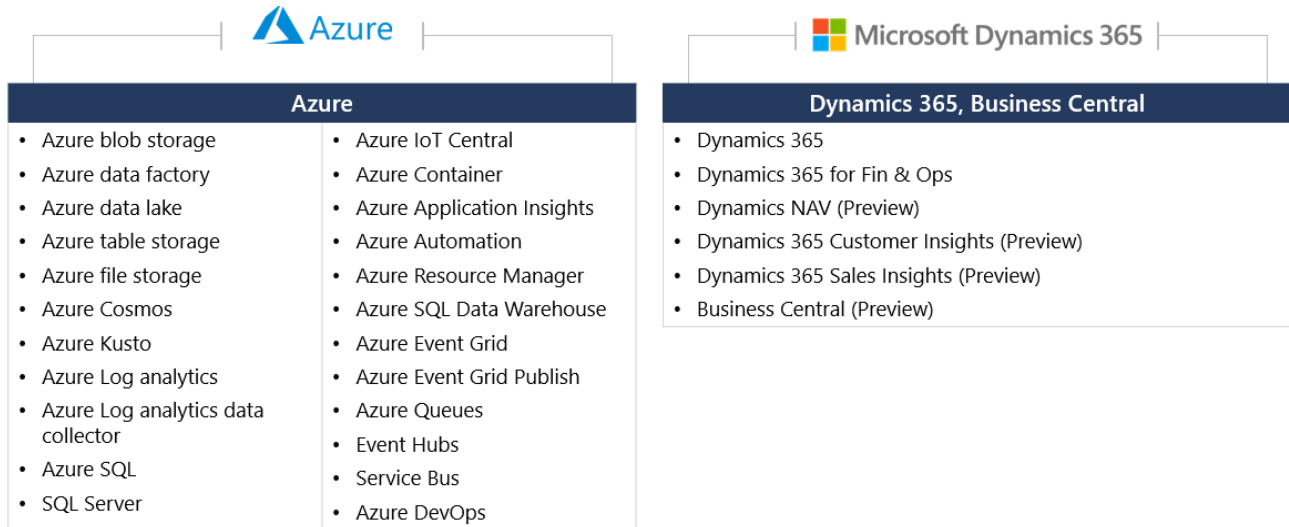 Azure
Microsoft Dynamics 365
Azure
• Azure blob storage
• Azure data factory
• Azure data lake
• Azure table storage
• Azure file storage
• Azure Cosmos
• Azure Kusto
• Azure Log analytics
• Azure Log analytics data
collector
• Azure SQL
• SQL Server
• Azure IoT Central
• Azure Container
• Azure Application Insights
• Azure Automation
• Azure Resource Manager
• Azure SQL Data Warehouse
• Azure Event Grid
• Azure Event Grid Publish
• Azure Queues
• Event Hubs
• Service Bus
• Azure DevOps
Dynamics 365, Business Central
• Dynamics 365
• Dynamics 365 for Fin & Ops
• Dynamics NAV (Preview)
• Dynamics 365 Customer Insights (Preview)
• Dynamics 365 Sales Insights (Preview)
• Business Central (Preview)